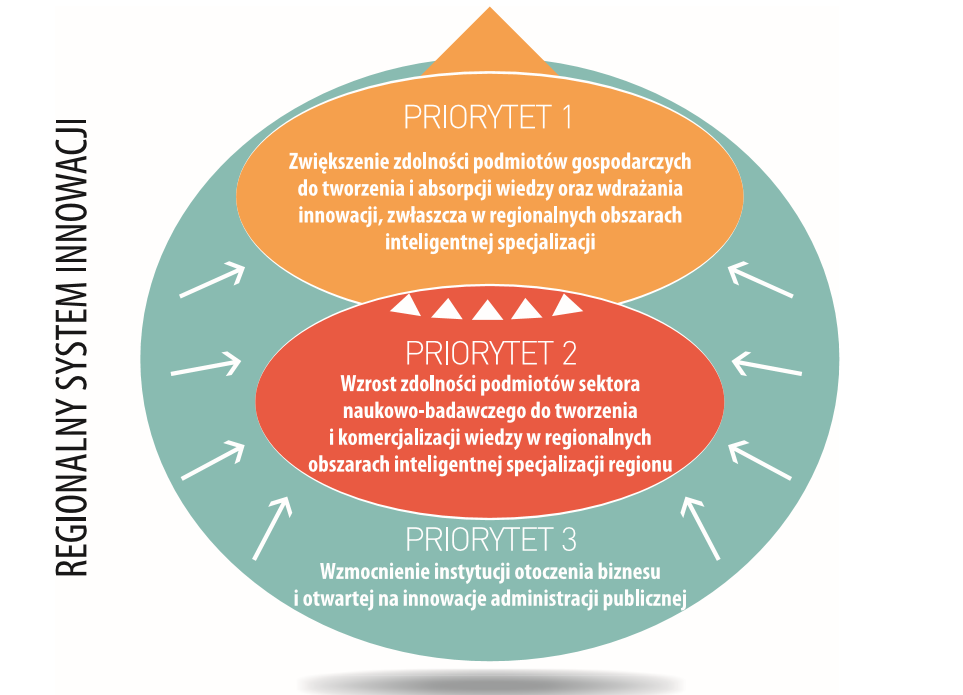 REGIONALNY SYSTEM INNOWACJI
PRIORYTET 1
Zwiększenie zdolności podmiotów gospodarczych
do tworzenia i absorpcji wiedzy oraz wdrażania
innowacji, zwłaszcza w regionalnych obszarach
inteligentnej specjalizacji
PRIORYTET 2
Wzrost zdolności podmiotów sektora
naukowo-badawczego do tworzenia
i komercjalizacji wiedzy w regionalnych
obszarach inteligentnej specjalizacji regionu
PRIORYTET 3
Wzmocnienie instytucji otoczenia biznesu
i otwartej na innowacje administracji publicznej